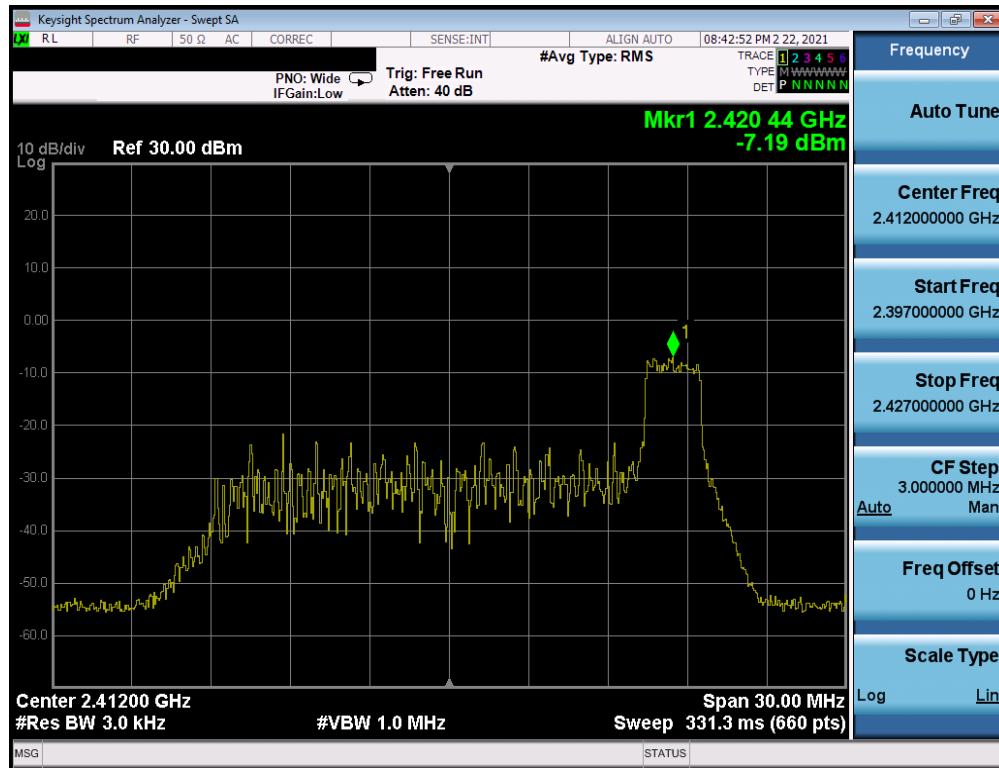 Keysight Spectrum Analyzer - Swept SA
LXI RL RF 50 Ω AC CORREC SENSE:INT ALIGN AUTO 08:42:52 PM 2 22, 2021
#Avg Type: RMS
TRACE 1 2 3 4 5 6
TYPE M WWWWW
DET P N N N N N
PNO: Wide
IFGain:Low
Trig: Free Run
Atten: 40 dB
Mkr1 2.420 44 GHz
-7.19 dBm
10 dB/div
Log
Ref 30.00 dBm
20.0
10.0
0.00
-10.0
-20.0
-30.0
-40.0
-50.0
-60.0
1
Center 2.41200 GHz
Span 30.00 MHz
#Res BW 3.0 kHz
#VBW 1.0 MHz
Sweep 331.3 ms (660 pts)
MSG
STATUS
Frequency
Auto Tune
Center Freq
2.412000000 GHz
Start Freq
2.397000000 GHz
Stop Freq
2.427000000 GHz
CF Step
3.000000 MHz
Auto Man
Freq Offset
0 Hz
Scale Type
Log Lin